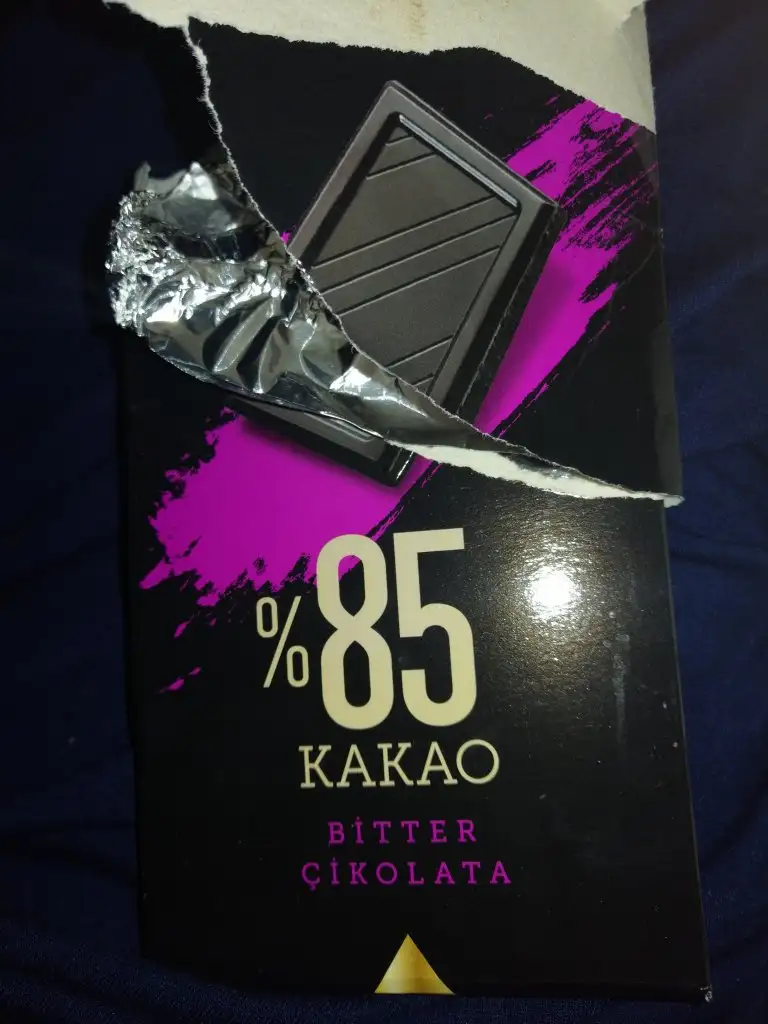 %85
KAKAO
BİTTER
ÇİKOLATA